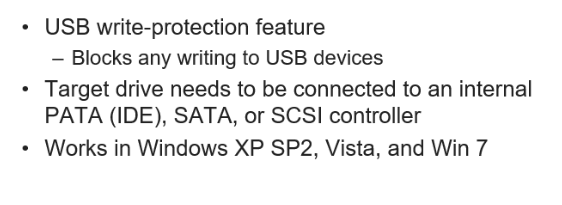 • USB write-protection feature
– Blocks any writing to USB devices
• Target drive needs to be connected to an internal
PATA (IDE), SATA, or SCSI controller
• Works in Windows XP SP2, Vista, and Win 7